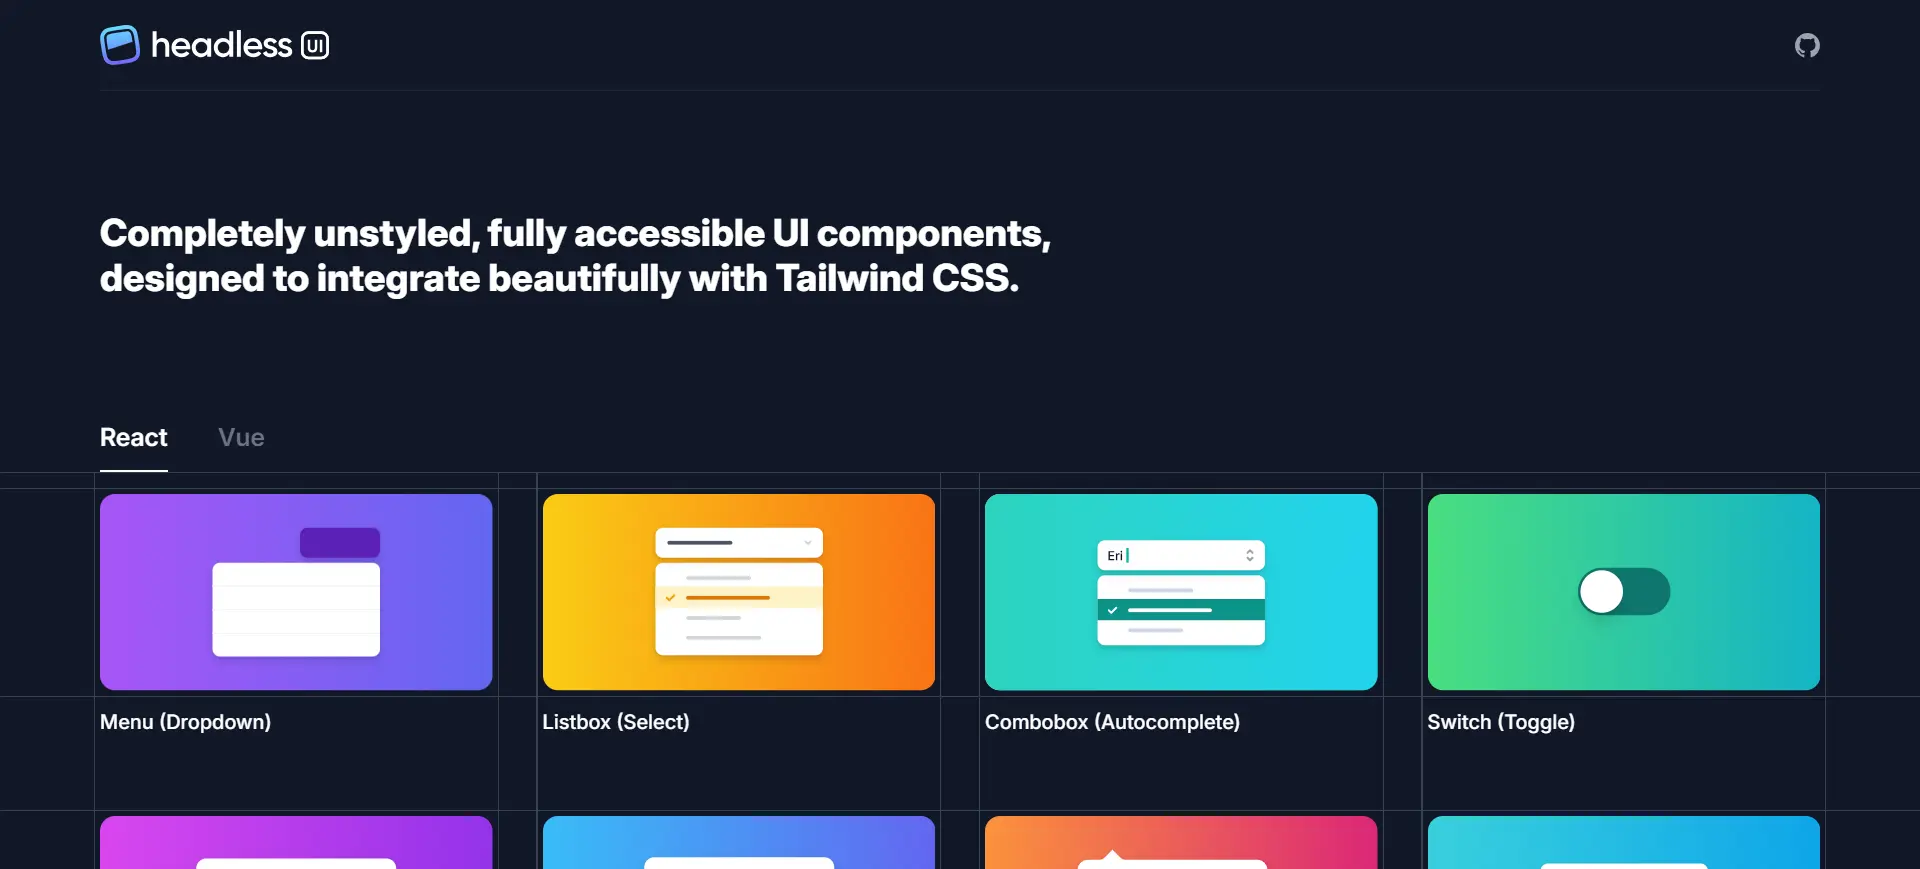 headless UI
Completely unstyled, fully accessible UI components,
designed to integrate beautifully with Tailwind CSS.
React Vue
Eri
Menu (Dropdown)
Listbox (Select)
Combobox (Autocomplete)
Switch (Toggle)